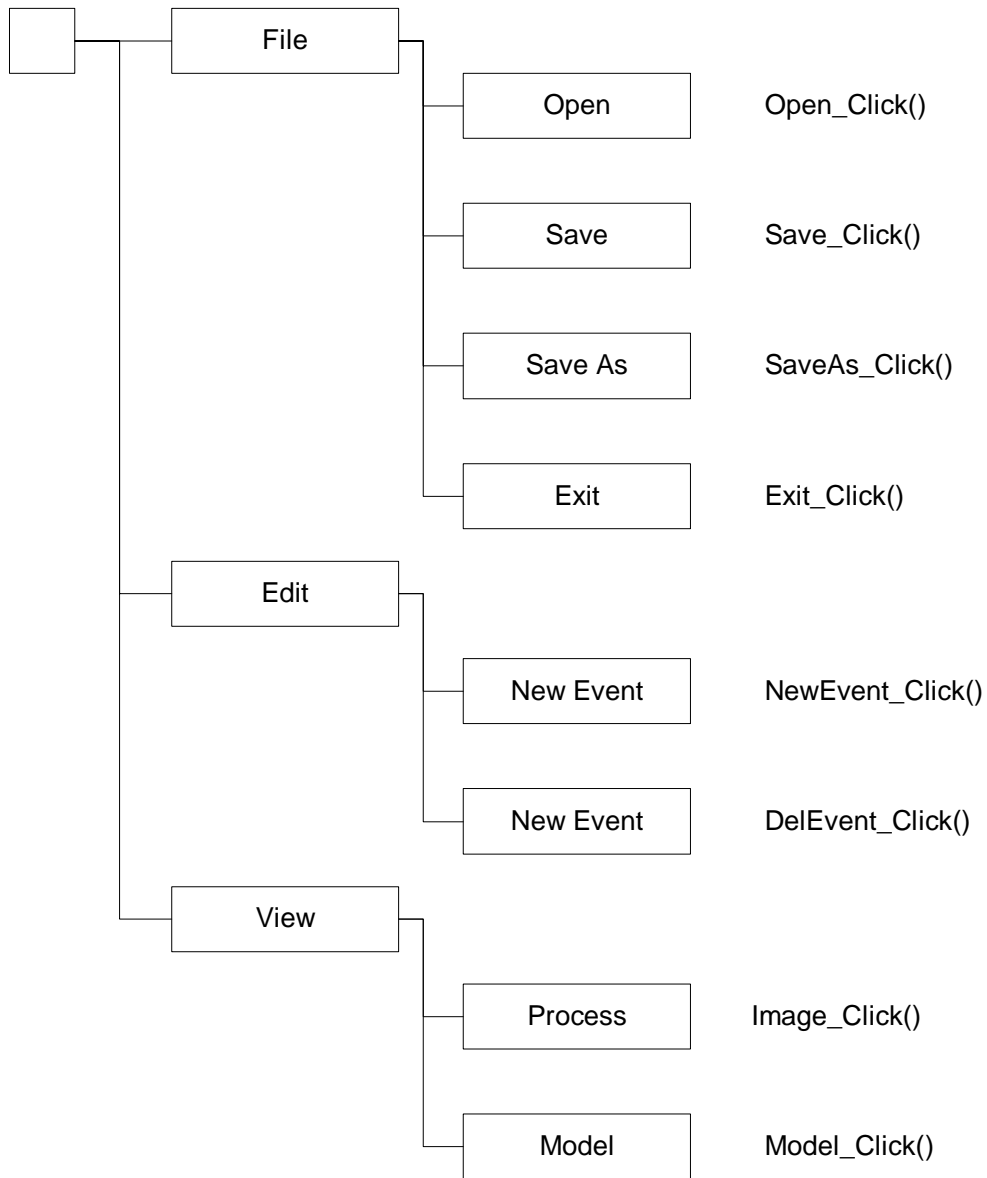 File
Open Open_Click()
Save Save_Click()
Save As SaveAs_Click()
Exit Exit_Click()
Edit
New Event NewEvent_Click()
New Event DelEvent_Click()
View
Process Image_Click()
Model Model_Click()